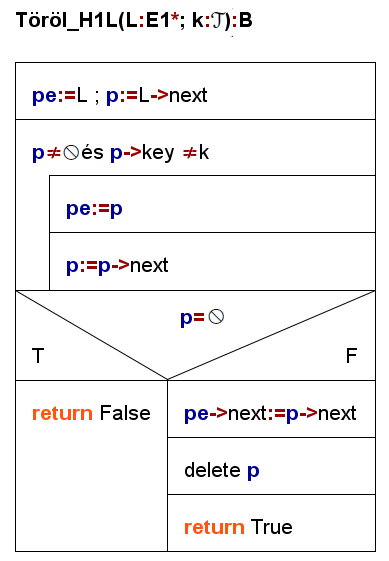 Töröl_H1L(L:E1*; k:𝒯):B
pe:=L ; p:=L->next
p≠⦰és p->key ≠k
pe:=p
p:=p->next
p=⦰
T
F
return False
pe->next:=p->next
delete p
return True